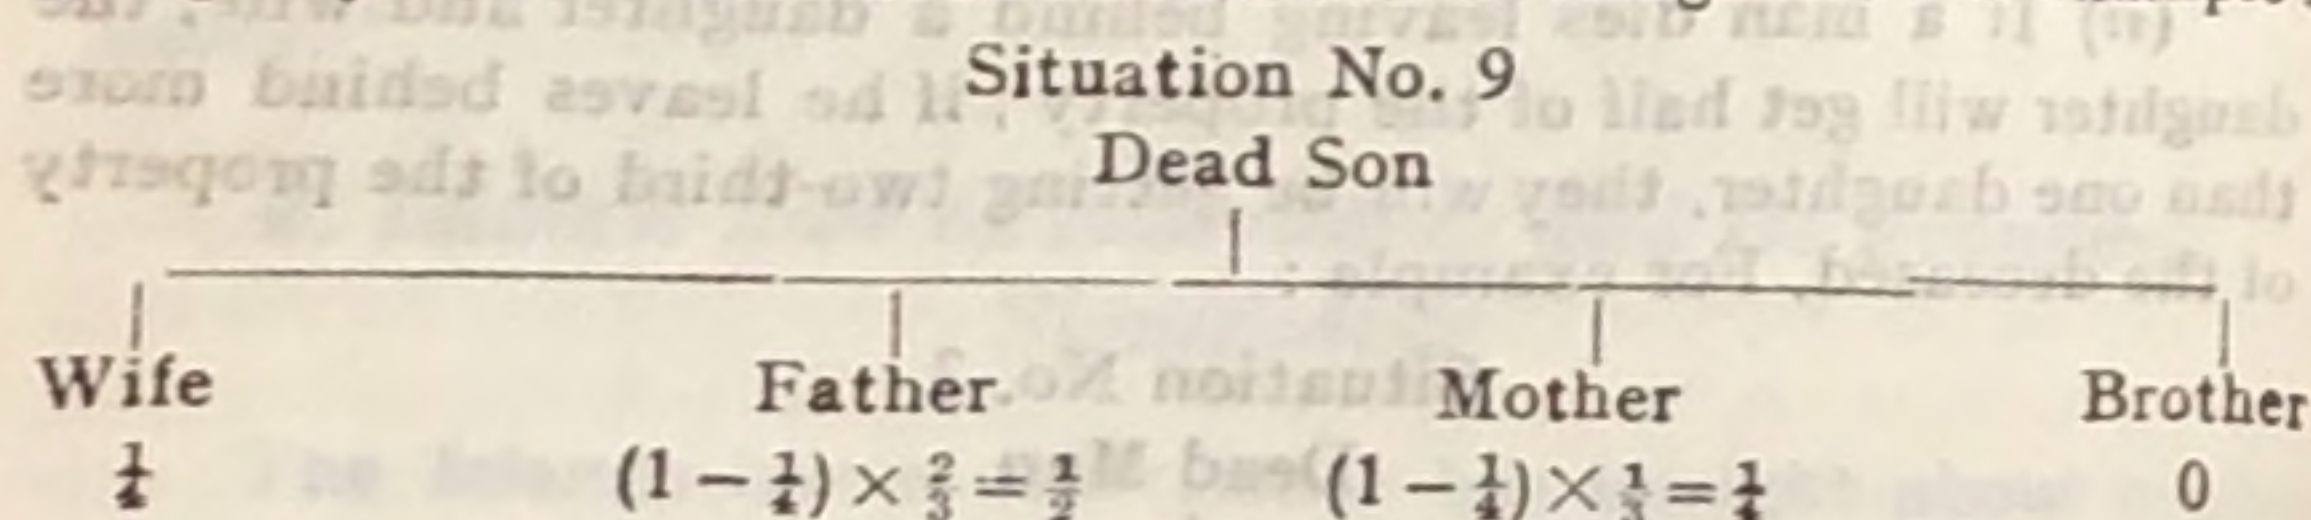 Situation No. 9
Dead Son
Wife Father Mother Brother
1/4 (1 − 1/4) × 2/3 = 1/2 (1 − 1/4) × 1/3 = 1/4 0